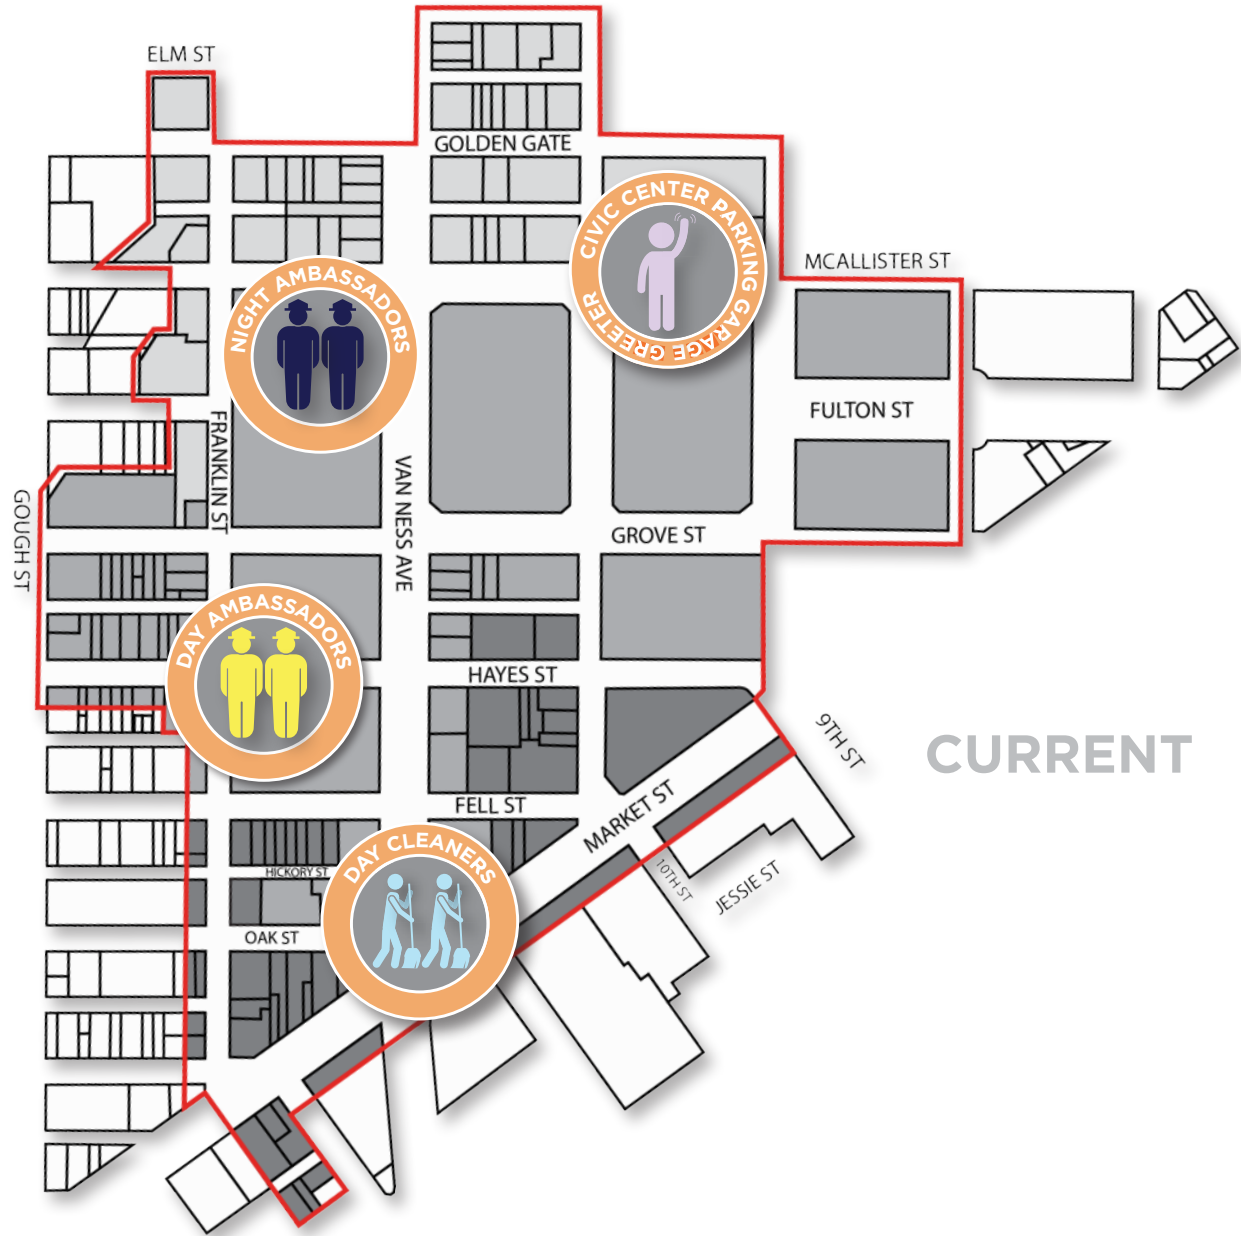 ELM ST
GOLDEN GATE
CIVIC CENTER PARKING GARAGE GREETER
MCALLISTER ST
NIGHT AMBASSADORS
FULTON ST
FRANKLIN ST
VAN NESS AVE
GOUGH ST
GROVE ST
DAY AMBASSADORS
HAYES ST
9TH ST
CURRENT
FELL ST
MARKET ST
DAY CLEANERS
HICKORY ST
10TH ST
JESSIE ST
OAK ST